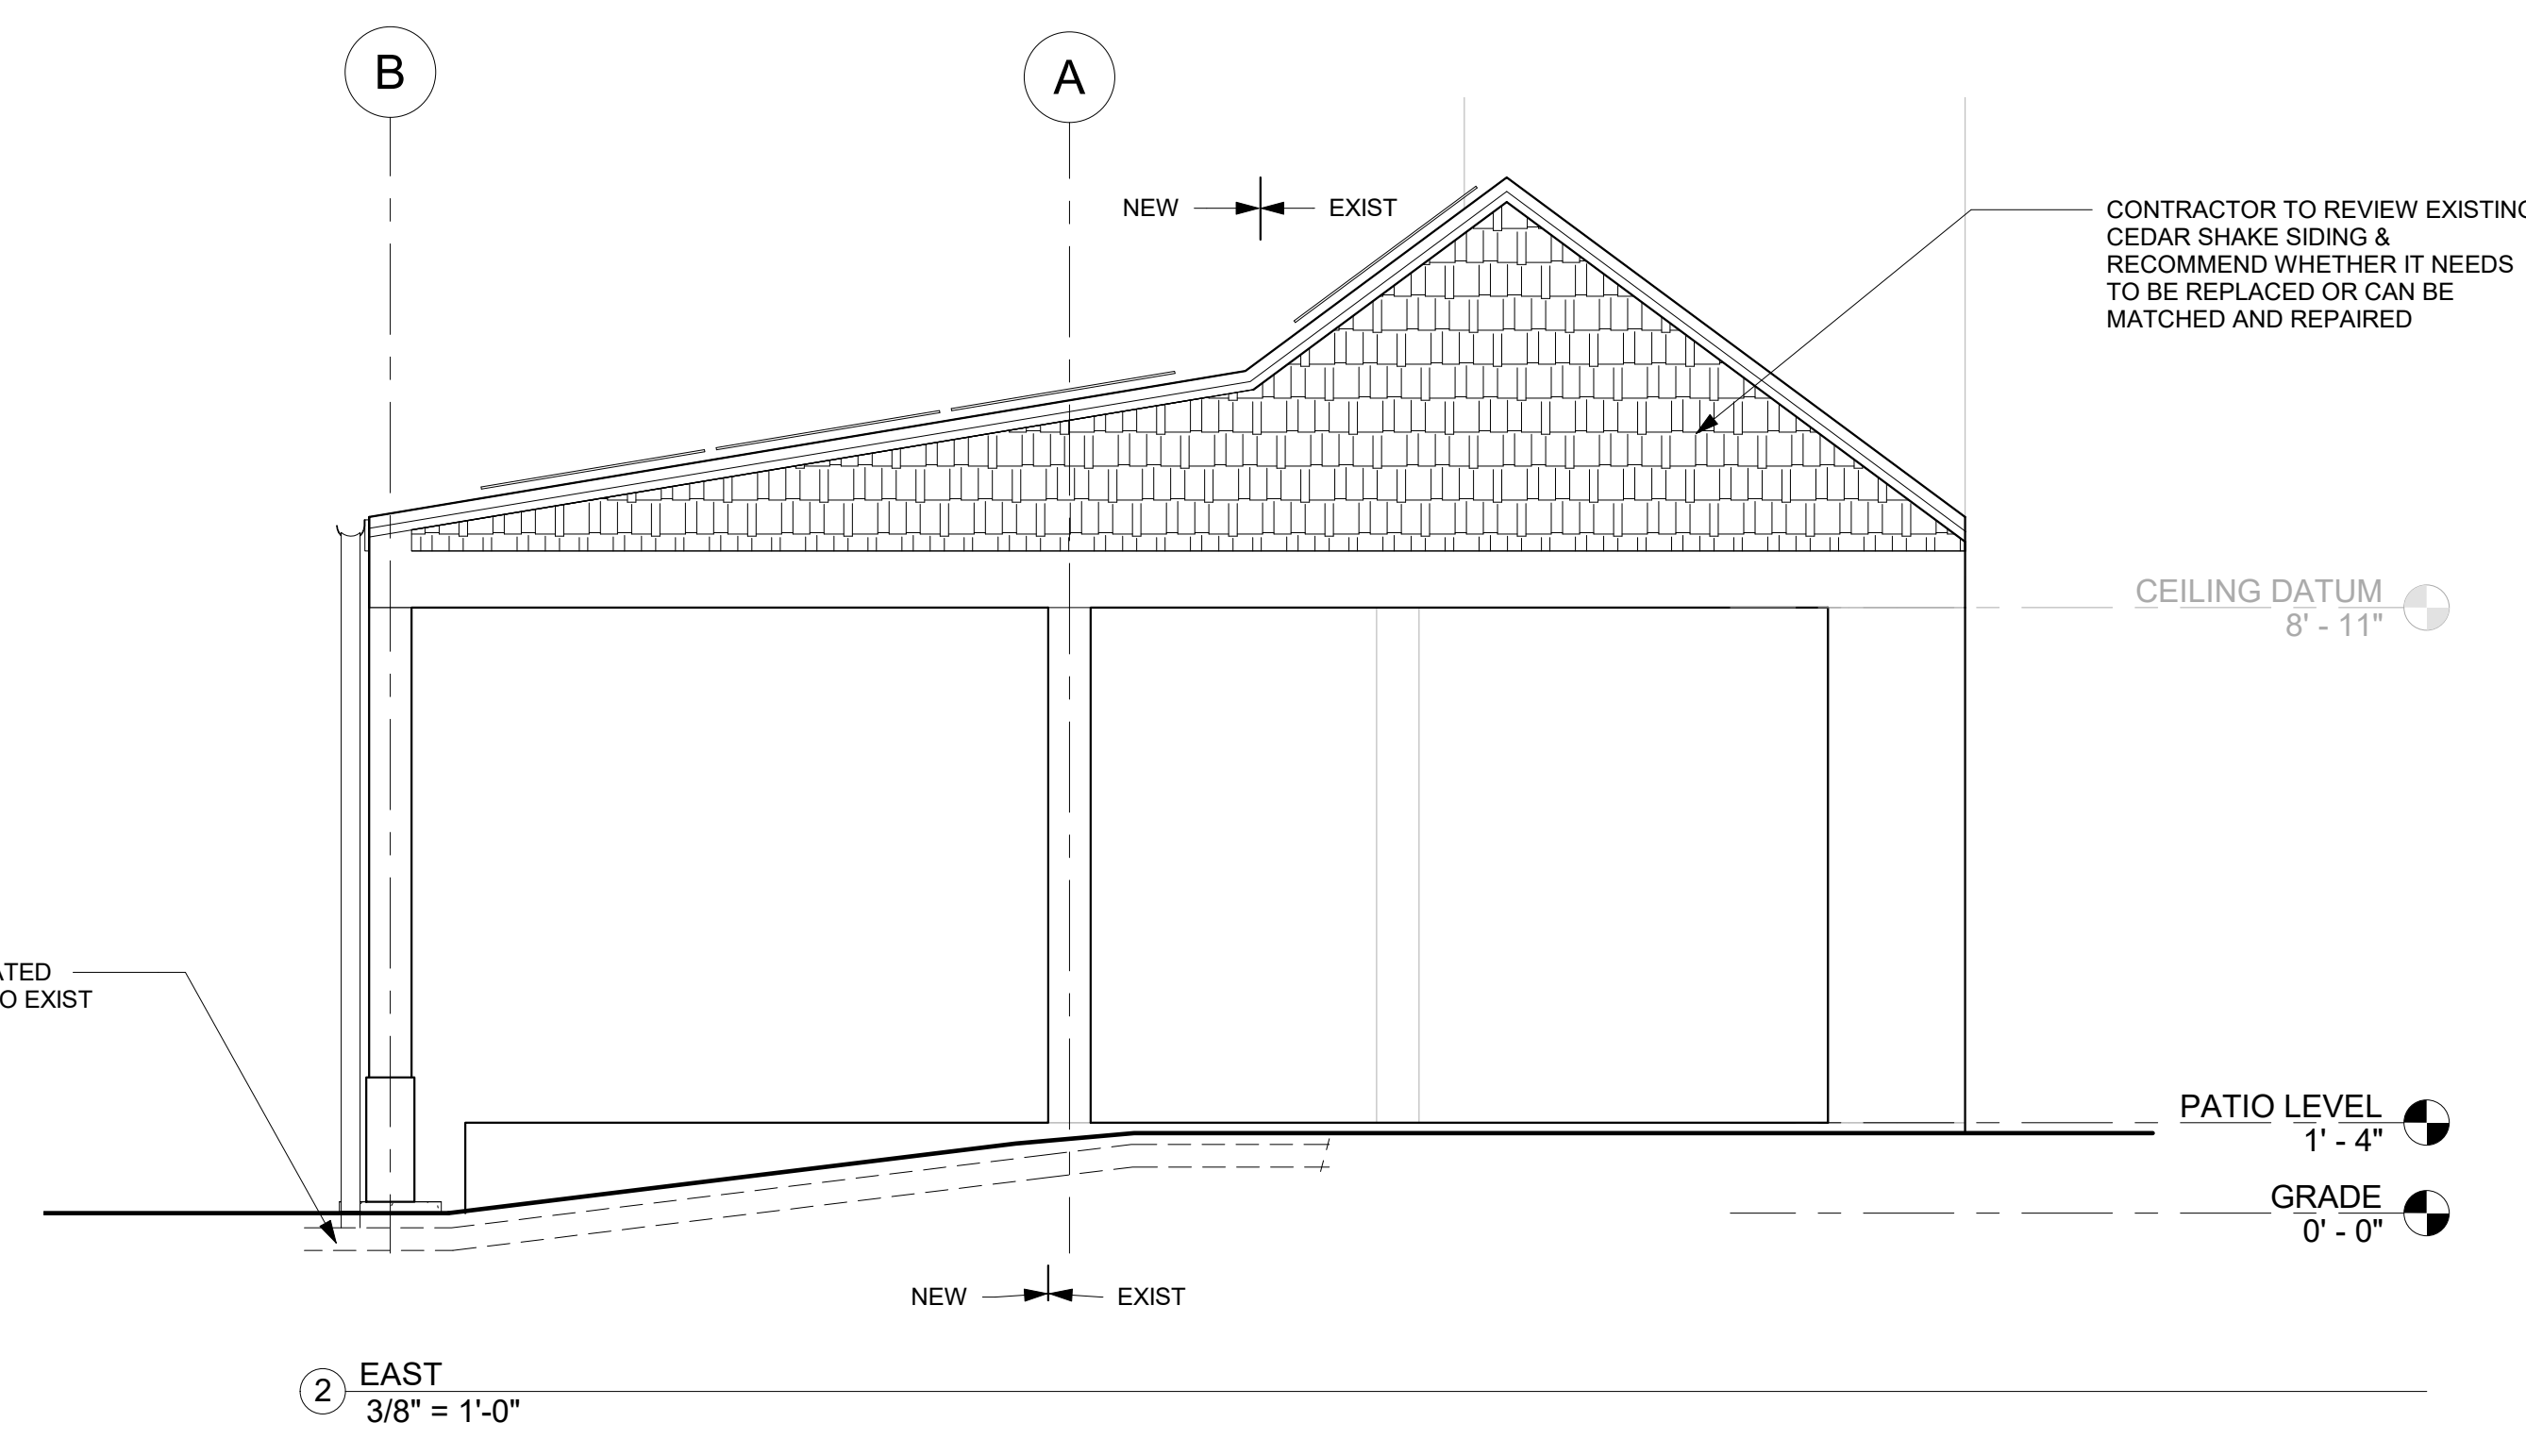 B
A
NEW
EXIST
CONTRACTOR TO REVIEW EXISTING
CEDAR SHAKE SIDING &
RECOMMEND WHETHER IT NEEDS
TO BE REPLACED OR CAN BE
MATCHED AND REPAIRED
CEILING DATUM
8' - 11"
EXIST
PATIO LEVEL
1' - 4"
GRADE
0' - 0"
NEW
EXIST
2
EAST
3/8" = 1'-0"